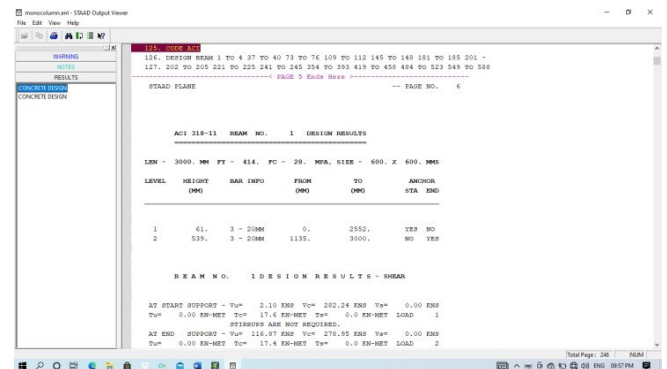 monocolumn.anl - STAAD Output Viewer
File Edit View Help
WARNING
NOTES
RESULTS
CONCRETE DESIGN
CONCRETE DESIGN
125. CODE ACI
126. DESIGN BEAM 1 TO 4 37 TO 40 73 TO 76 109 TO 112 145 TO 148 181 TO 185 201 -
127. 202 TO 205 221 TO 225 241 TO 245 354 TO 393 419 TO 458 484 TO 523 549 TO 588
< PAGE 5 Ends Here >
STAAD PLANE -- PAGE NO. 6
ACI 318-11 BEAM NO. 1 DESIGN RESULTS
LEN - 3000. MM FY - 414. FC - 28. MPA, SIZE - 600. X 600. MMS
LEVEL HEIGHT BAR INFO FROM TO ANCHOR
(MM) (MM) (MM) STA END
1 61. 3 - 20MM 0. 2552. YES NO
2 539. 3 - 20MM 1135. 3000. NO YES
B E A M N O. 1 D E S I G N R E S U L T S - SHEAR
AT START SUPPORT - Vu= 2.10 KNS Vc= 282.24 KNS Vs= 0.00 KNS
Tu= 0.00 KN-MET Tc= 17.6 KN-MET Ts= 0.0 KN-MET LOAD 1
STIRRUPS ARE NOT REQUIRED.
AT END SUPPORT - Vu= 116.87 KNS Vc= 278.95 KNS Vs= 0.00 KNS
Tu= 0.00 KN-MET Tc= 17.4 KN-MET Ts= 0.0 KN-MET LOAD 2
Total Page: 248 NUM
ENG 09:57 PM